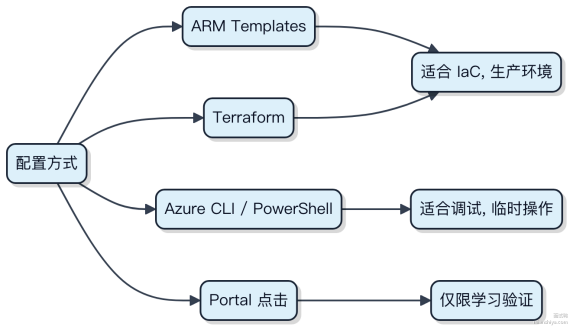 ARM Templates
适合 IaC, 生产环境
Terraform
配置方式
Azure CLI / PowerShell
适合调试, 临时操作
Portal 点击
仅限学习验证